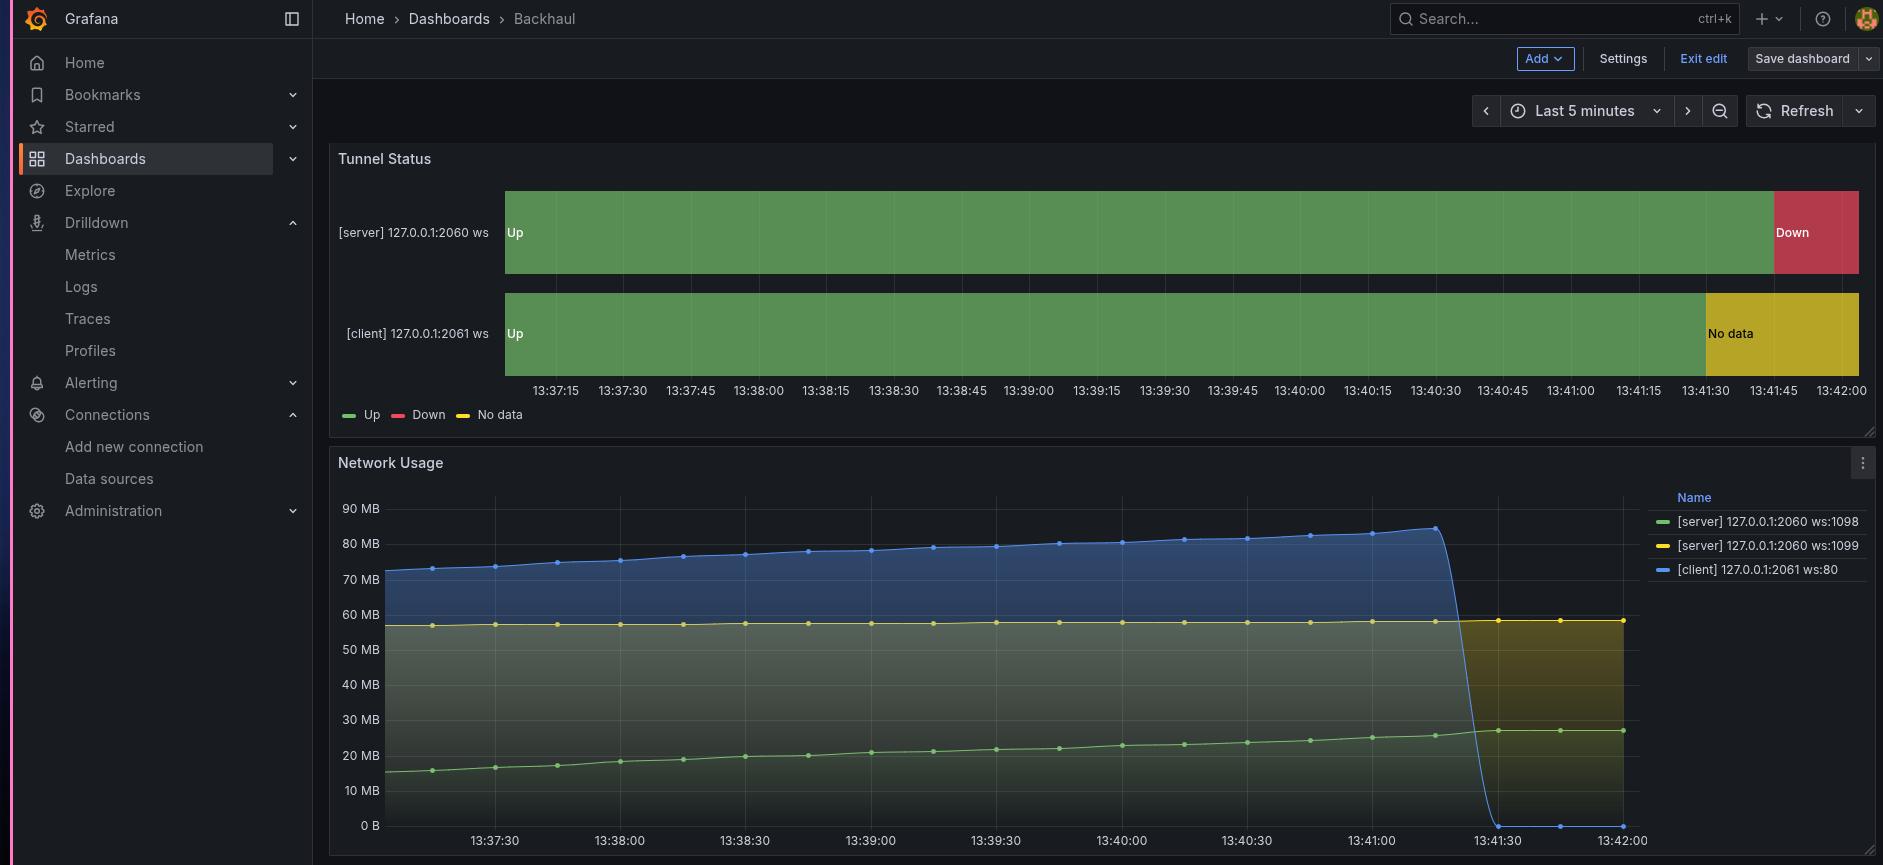 Grafana
Home › Dashboards › Backhaul
Search... ctrl+k
Home
Bookmarks
Starred
Dashboards
Explore
Drilldown
Metrics
Logs
Traces
Profiles
Alerting
Connections
Add new connection
Data sources
Administration
Add Settings Exit edit Save dashboard
Last 5 minutes Refresh
Tunnel Status
[server] 127.0.0.1:2060 ws Up Down
[client] 127.0.0.1:2061 ws Up No data
13:37:15 13:37:30 13:37:45 13:38:00 13:38:15 13:38:30 13:38:45 13:39:00 13:39:15 13:39:30 13:39:45 13:40:00 13:40:15 13:40:30 13:40:45 13:41:00 13:41:15 13:41:30 13:41:45 13:42:00
Up Down No data
Network Usage
90 MB
80 MB
70 MB
60 MB
50 MB
40 MB
30 MB
20 MB
10 MB
0 B
13:37:30 13:38:00 13:38:30 13:39:00 13:39:30 13:40:00 13:40:30 13:41:00 13:41:30 13:42:00
Name
[server] 127.0.0.1:2060 ws:1098
[server] 127.0.0.1:2060 ws:1099
[client] 127.0.0.1:2061 ws:80